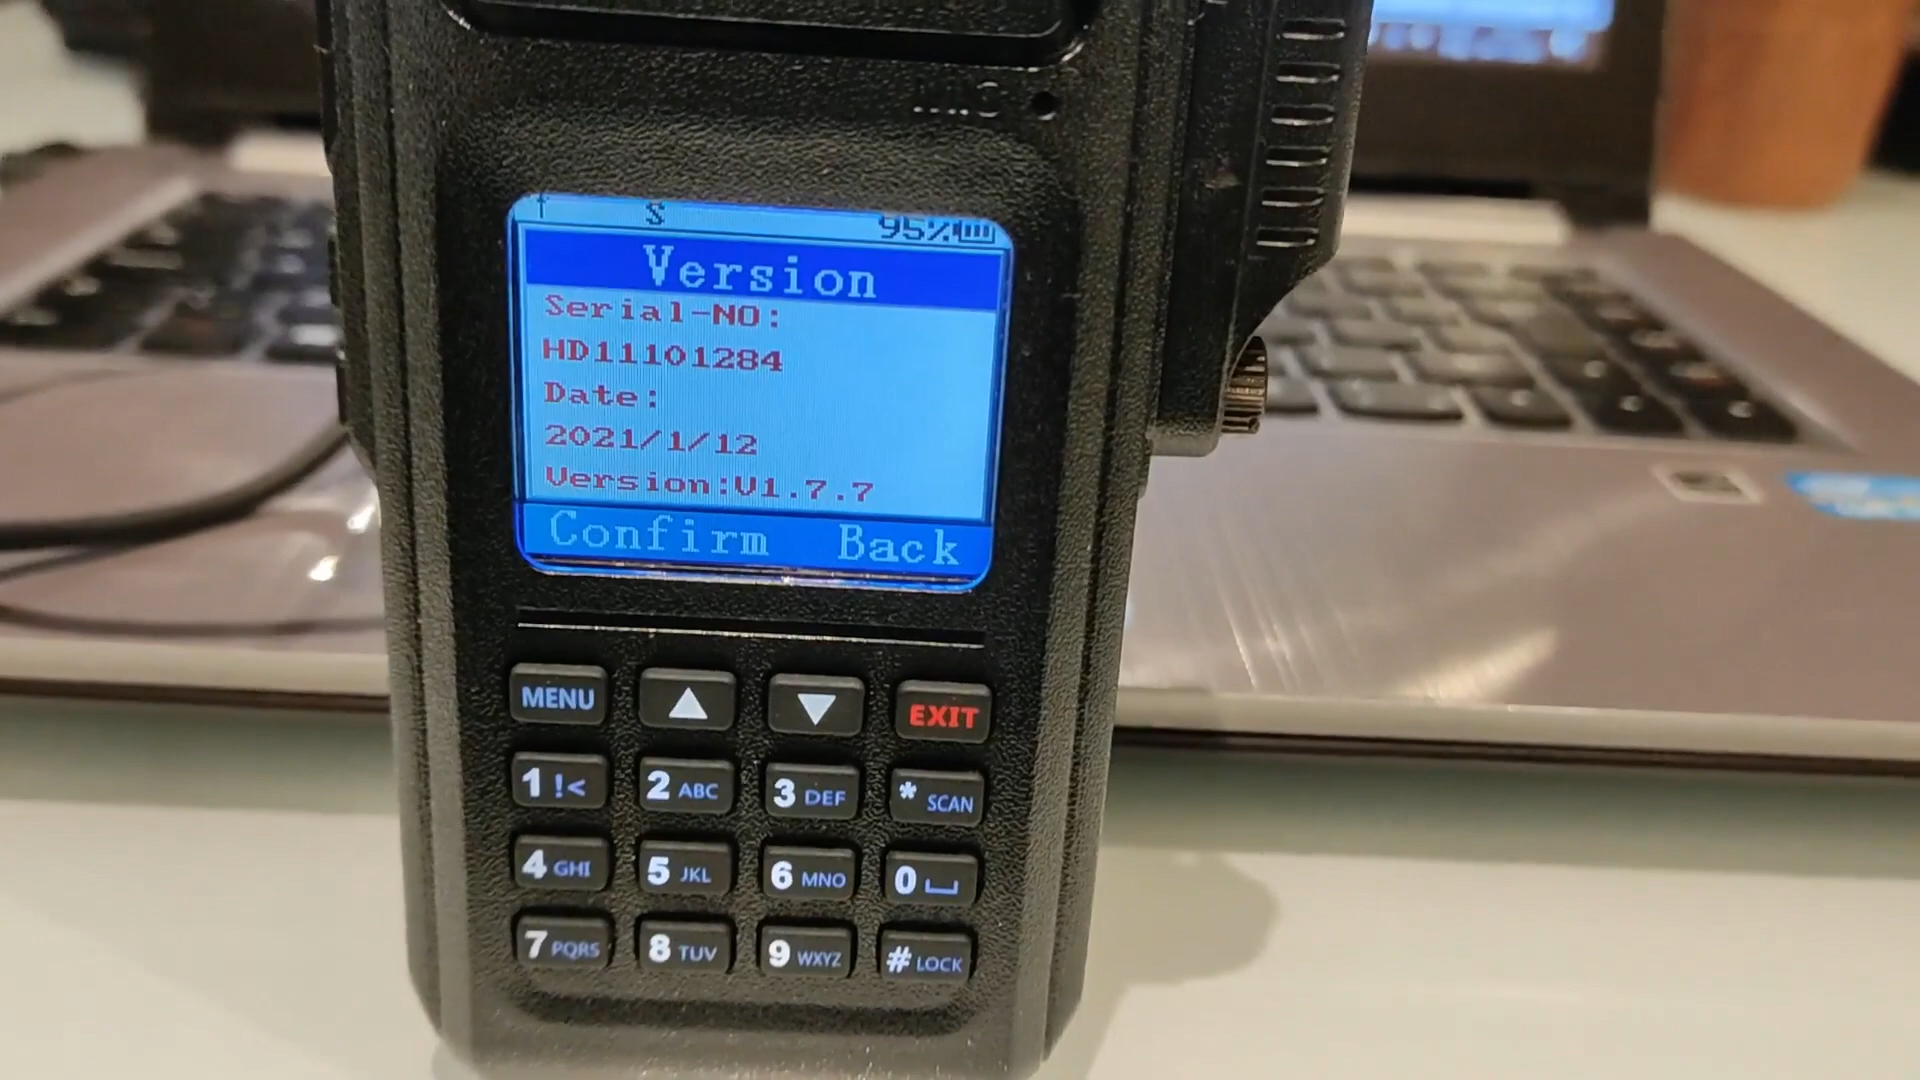 S 95%
Version
Serial-NO:
HD11101284
Date:
2021/1/12
Version:V1.7.7
Confirm Back
MENU ▲ ▼ EXIT
1 !< 2 ABC 3 DEF * SCAN
4 GHI 5 JKL 6 MNO 0
7 PQRS 8 TUV 9 WXYZ # LOCK